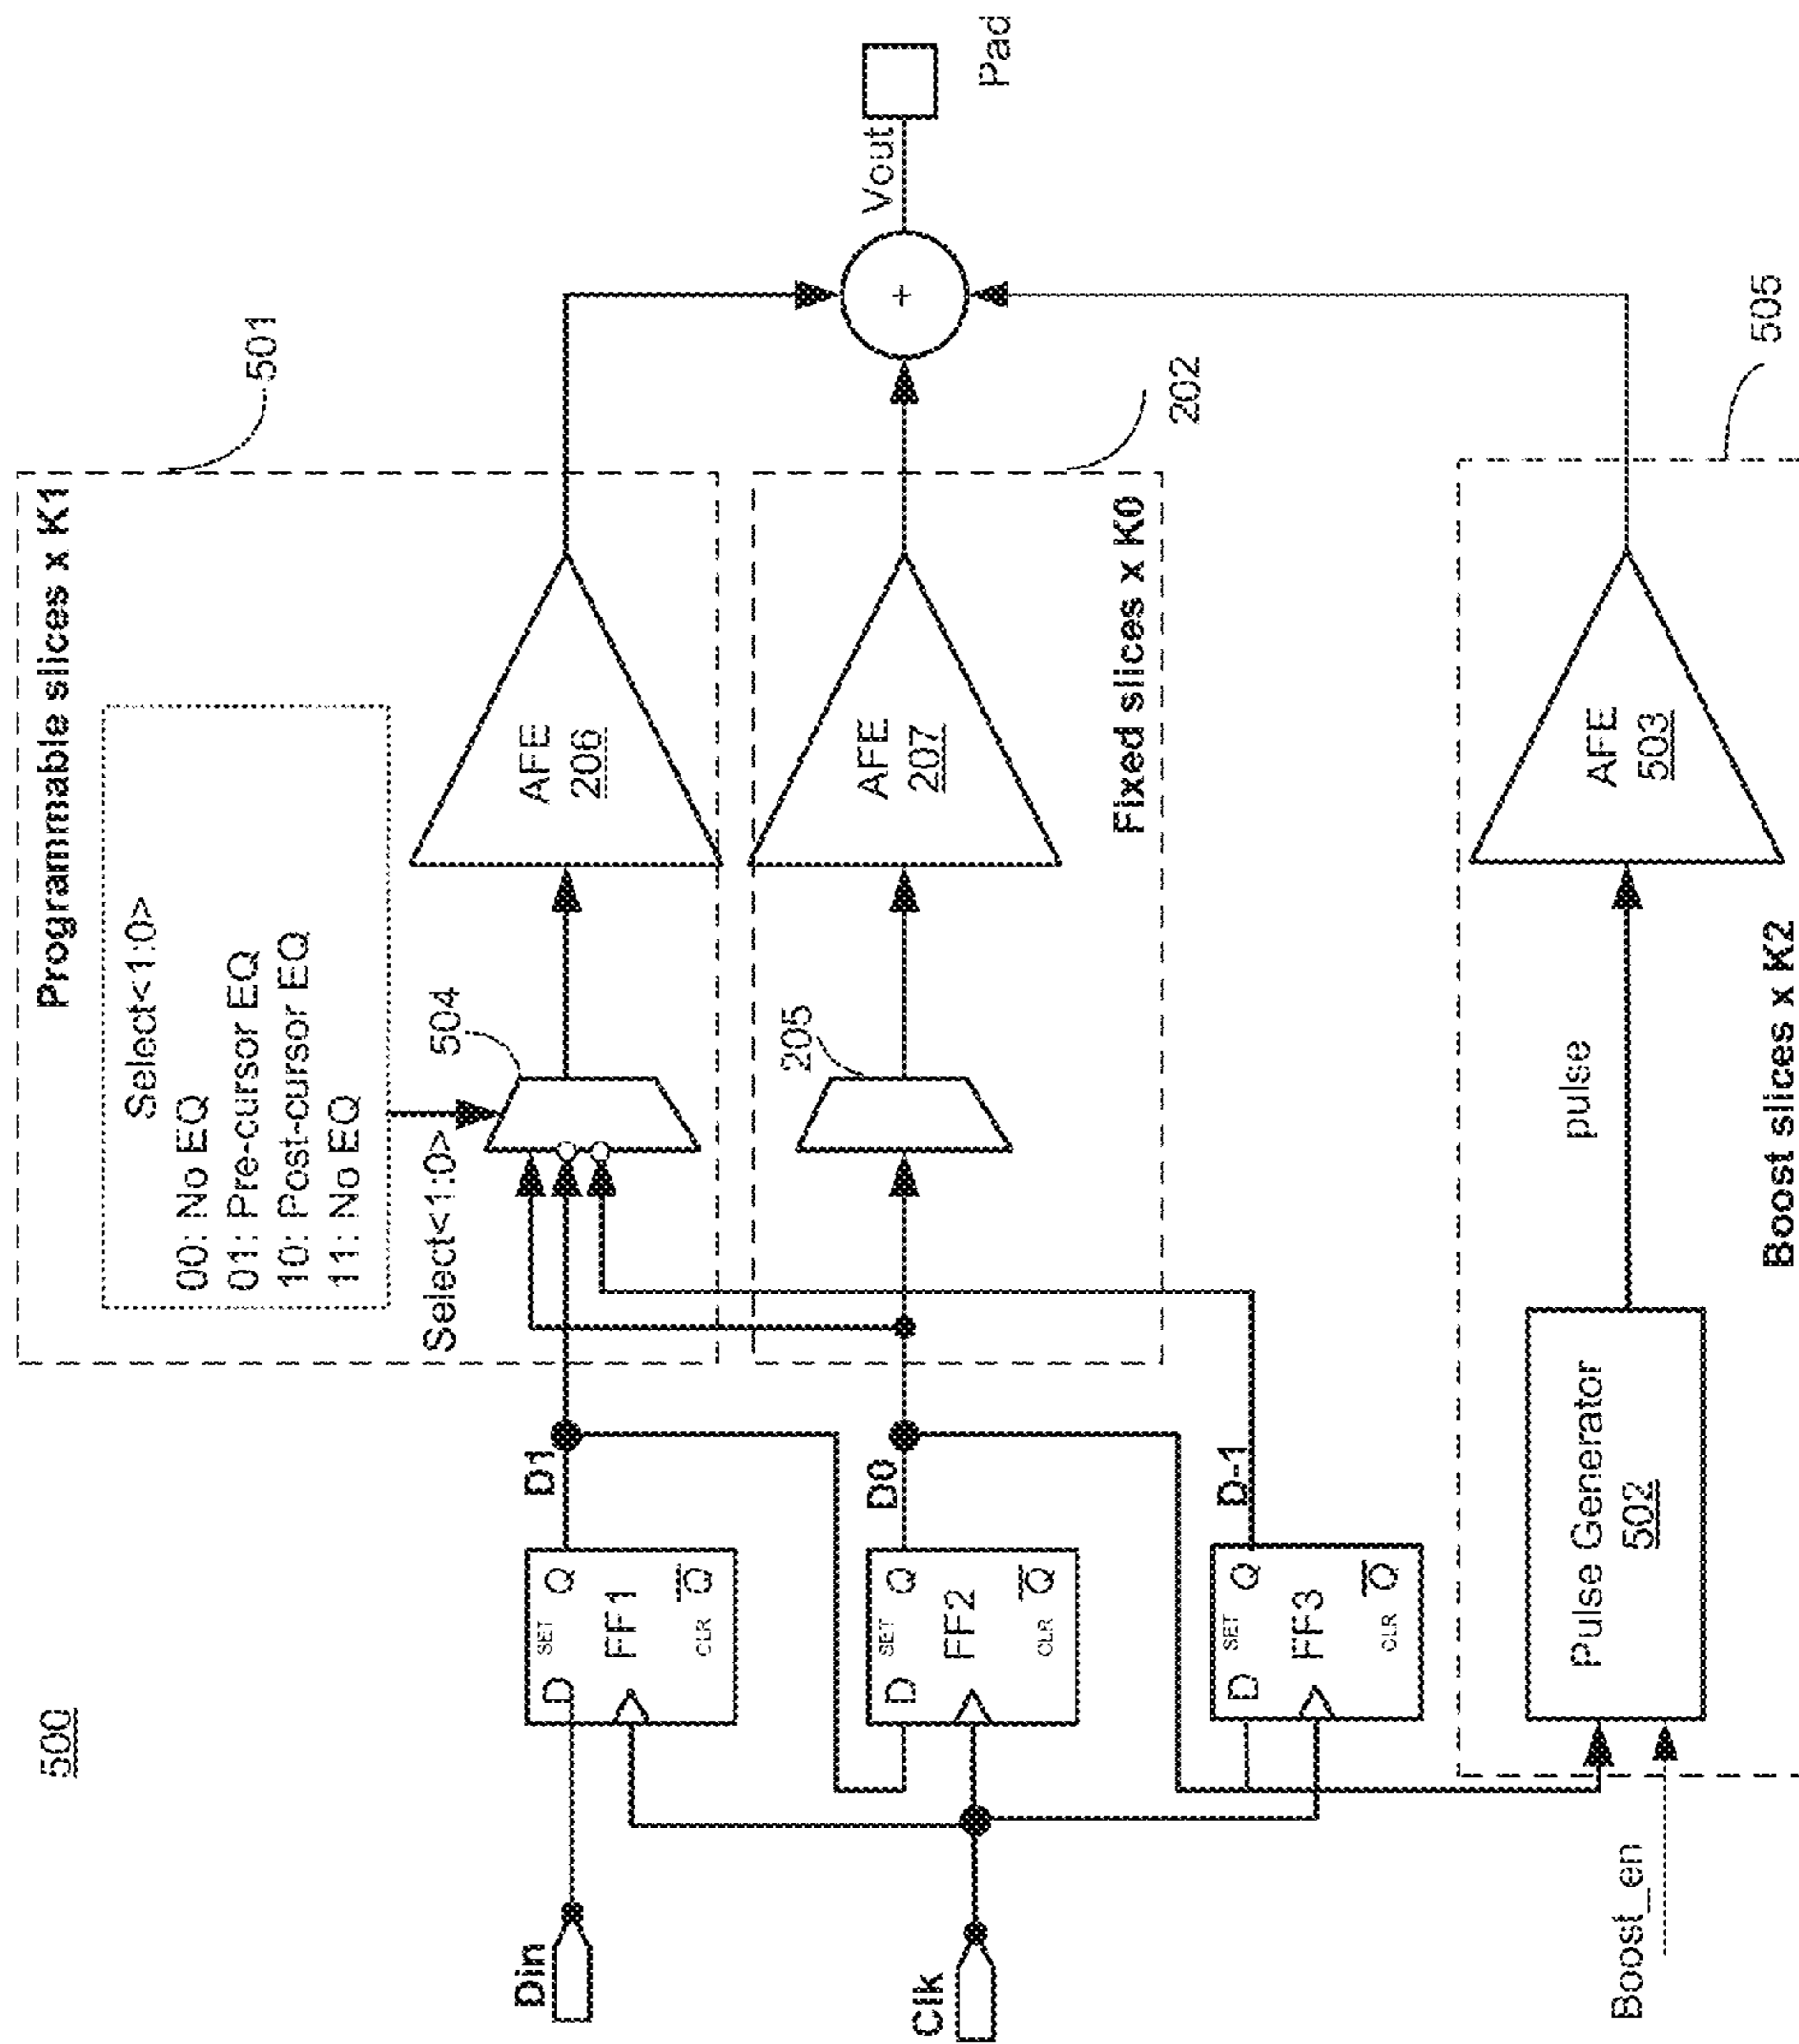 500
Programmable slices x K1
501
Select<1:0>
00: No EQ
01: Pre-cursor EQ
10: Post-cursor EQ
11: No EQ
Select<1:0>
504
AFE
206
Din
D
SET
Q
FF1
CLR
Q
D1
205
AFE
207
Fixed slices x K0
202
Vout
+
Pad
Clk
D
SET
Q
FF2
CLR
Q
D0
D
SET
Q
FF3
CLR
Q
D-1
Boost_en
Pulse Generator
502
pulse
AFE
503
505
Boost slices x K2